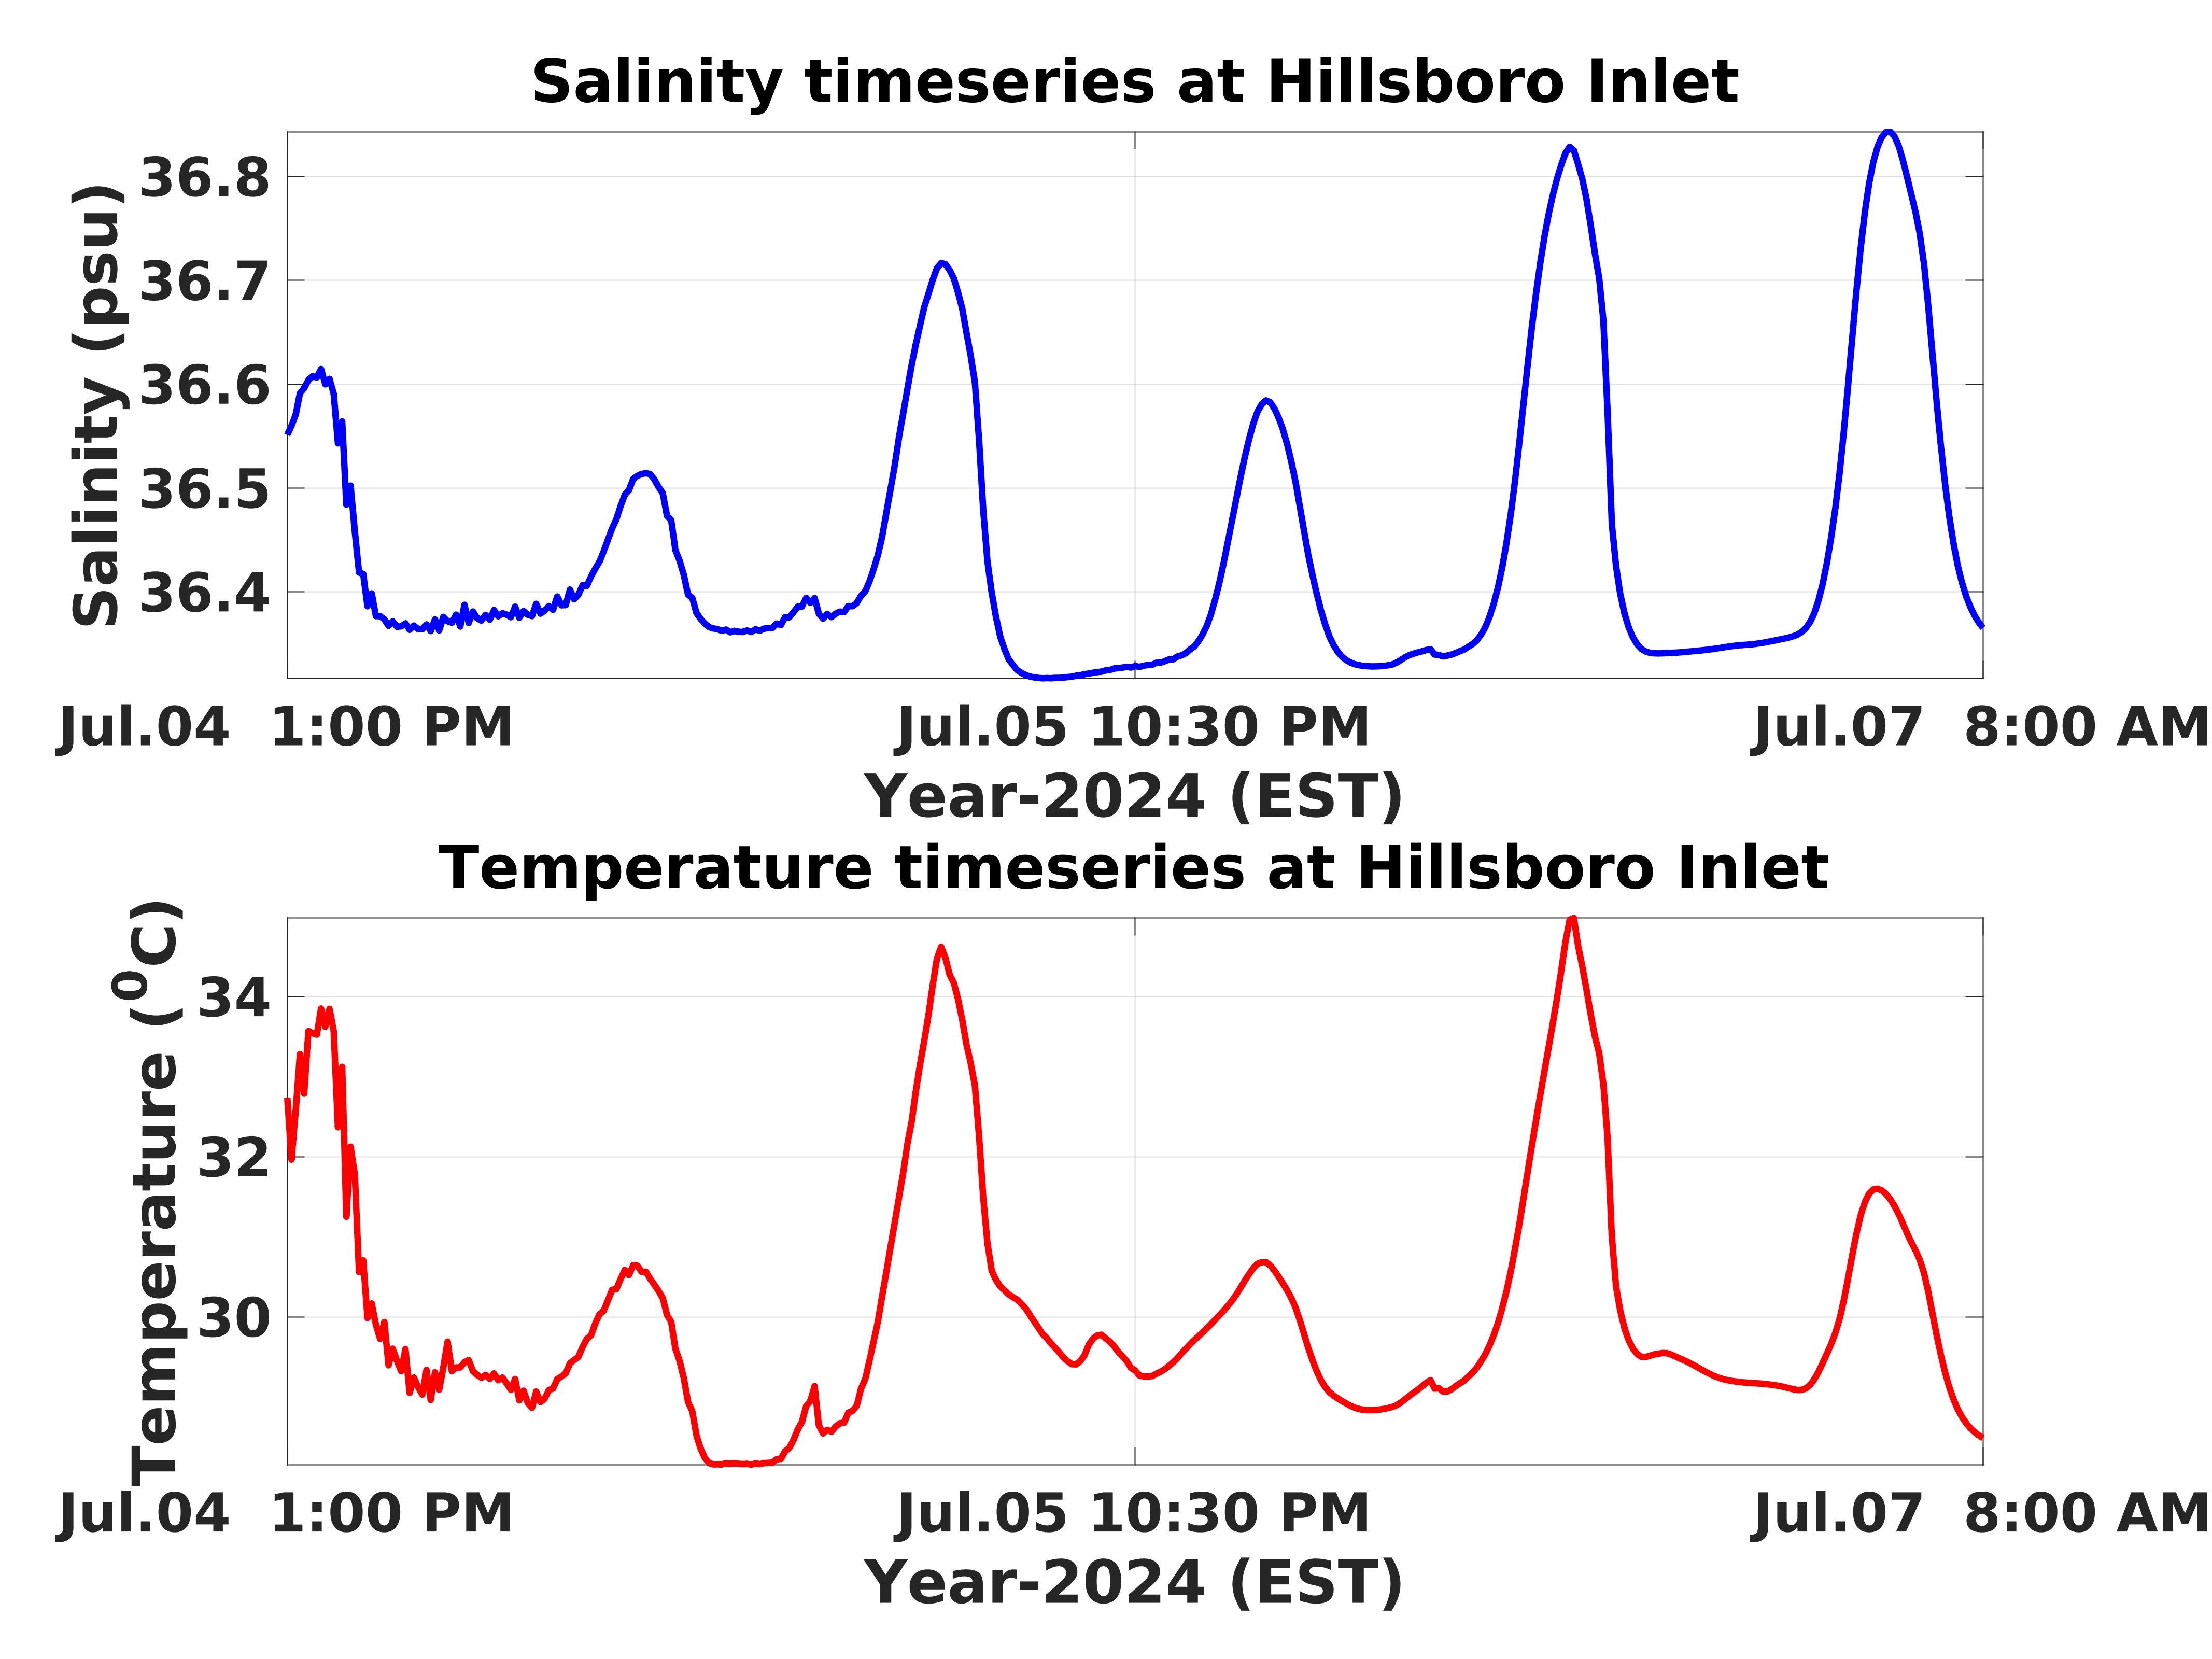 Salinity timeseries at Hillsboro Inlet
Salinity (psu)
36.8
36.7
36.6
36.5
36.4
Jul.04  1:00 PM
Jul.05 10:30 PM
Jul.07  8:00 AM
Year-2024 (EST)
Temperature timeseries at Hillsboro Inlet
Temperature (⁰C)
34
32
30
Jul.04  1:00 PM
Jul.05 10:30 PM
Jul.07  8:00 AM
Year-2024 (EST)